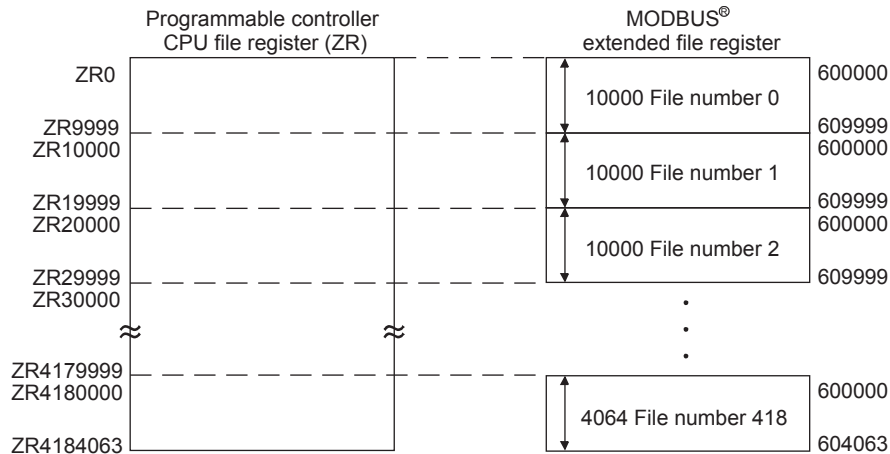 Programmable controller
CPU file register (ZR)
MODBUS®
extended file register
ZR0
600000
10000 File number 0
ZR9999
609999
ZR10000
600000
10000 File number 1
ZR19999
609999
ZR20000
600000
10000 File number 2
ZR29999
609999
ZR30000
ZR4179999
ZR4180000
600000
4064 File number 418
ZR4184063
604063